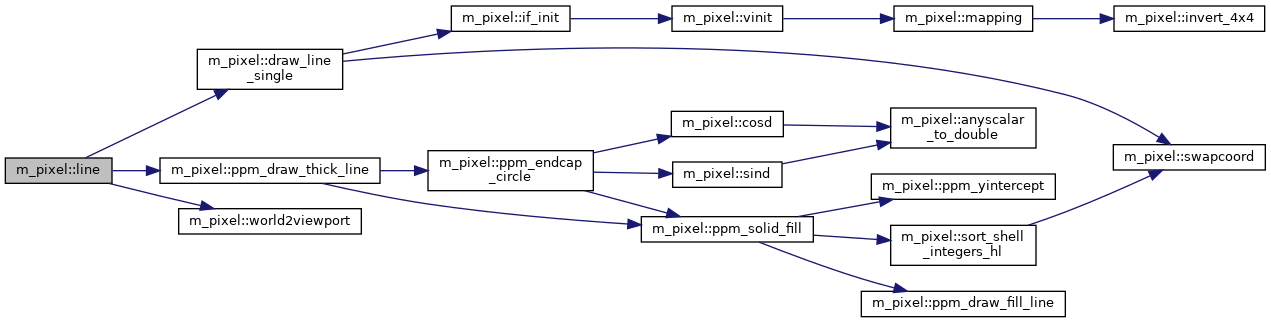 m_pixel::if_init
m_pixel::vinit
m_pixel::mapping
m_pixel::invert_4x4
m_pixel::draw_line
_single
m_pixel::cosd
m_pixel::anyscalar
_to_double
m_pixel::line
m_pixel::ppm_draw_thick_line
m_pixel::ppm_endcap
_circle
m_pixel::sind
m_pixel::swapcoord
m_pixel::ppm_yintercept
m_pixel::world2viewport
m_pixel::ppm_solid_fill
m_pixel::sort_shell
_integers_hl
m_pixel::ppm_draw_fill_line